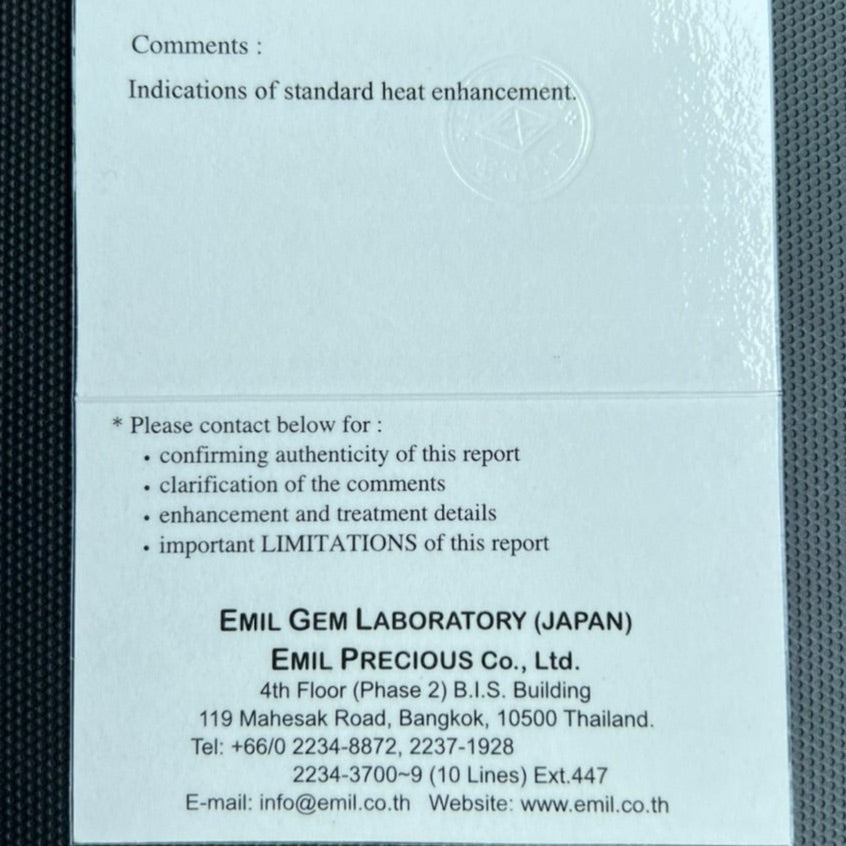 Comments :
Indications of standard heat enhancement.
* Please contact below for :
• confirming authenticity of this report
• clarification of the comments
• enhancement and treatment details
• important LIMITATIONS of this report
EMIL GEM LABORATORY (JAPAN)
EMIL PRECIOUS Co., Ltd.
4th Floor (Phase 2) B.I.S. Building
119 Mahesak Road, Bangkok, 10500 Thailand.
Tel: +66/0 2234-8872, 2237-1928
2234-3700~9 (10 Lines) Ext.447
E-mail: info@emil.co.th Website: www.emil.co.th